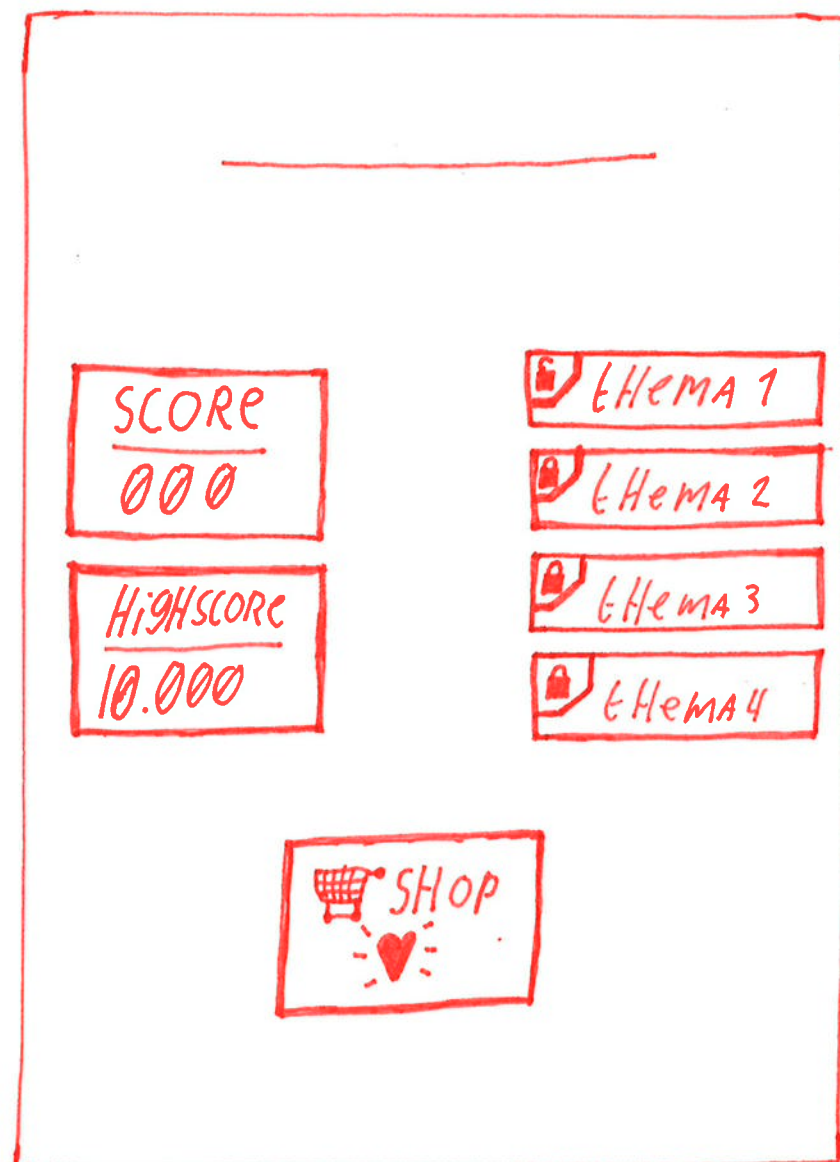 SCORe
000
HigHSCORe
10.000
tHemA 1
tHemA 2
tHemA 3
tHemA 4
SHOP